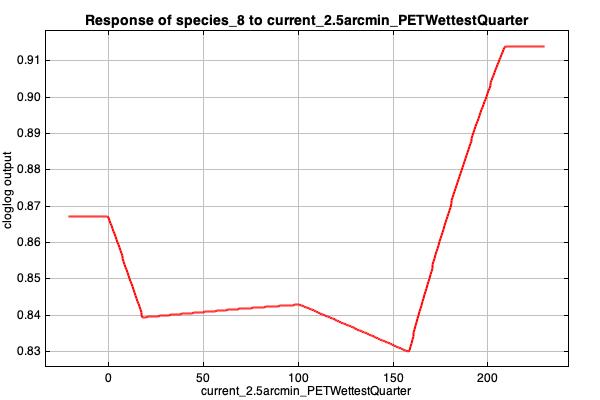 Response of species_8 to current_2.5arcmin_PETWettestQuarter
0.91
0.90
0.89
0.88
0.87
0.86
0.85
0.84
0.83
cloglog output
0 50 100 150 200
current_2.5arcmin_PETWettestQuarter